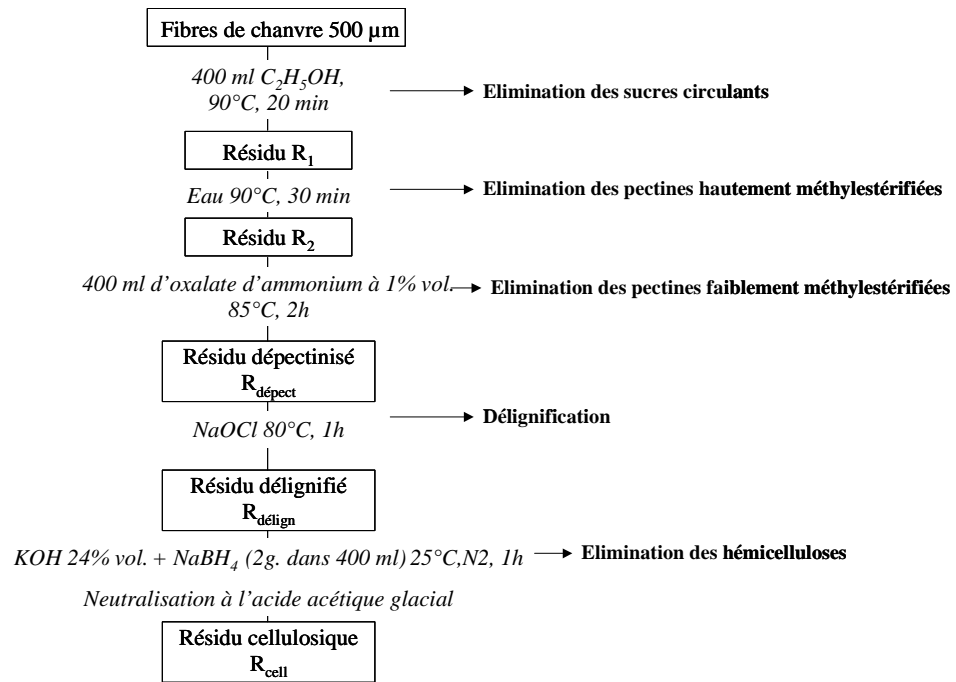 Fibres de chanvre 500 µm
400 ml C2H5OH,
90°C, 20 min
Elimination des sucres circulants
Résidu R1
Eau 90°C, 30 min
Elimination des pectines hautement méthylestérifiées
Résidu R2
400 ml d'oxalate d'ammonium à 1% vol.
85°C, 2h
Elimination des pectines faiblement méthylestérifiées
Résidu dépectinisé
Rdépect
Délignification
NaOCl 80°C, 1h
Résidu délignifié
Rdélign
KOH 24% vol. + NaBH4 (2g. dans 400 ml) 25°C,N2, 1h
Elimination des hémicelluloses
Neutralisation à l'acide acétique glacial
Résidu cellulosique
Rcell